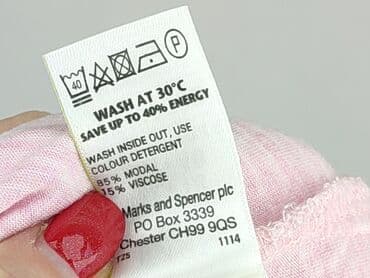 40 P
WASH AT 30°C
SAVE UP TO 40% ENERGY
WASH INSIDE OUT, USE
COLOUR DETERGENT
85% MODAL
15% VISCOSE
Marks and Spencer plc
PO Box 3339
Chester CH99 9QS
T25 1114